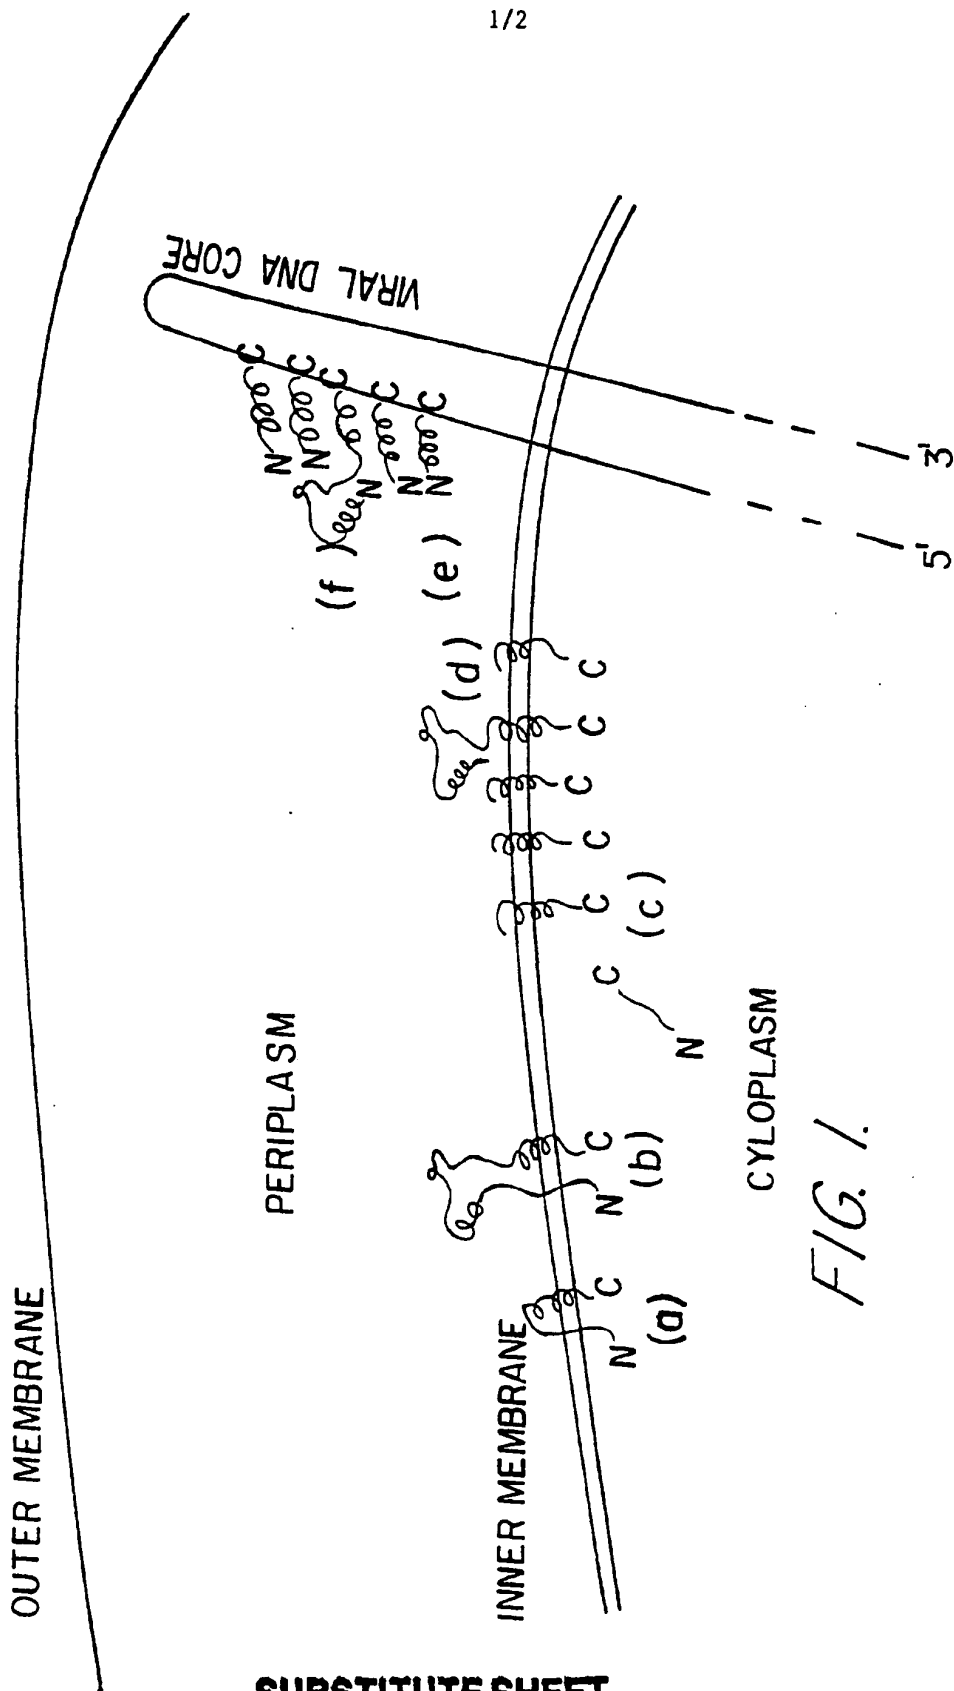 1/2
OUTER MEMBRANE
PERIPLASM
VIRAL DNA CORE
C
C
C
C
C
N
N
N
N
N
(f)
(e)
(d)
INNER MEMBRANE
N
C
(a)
N
C
(b)
N
C
C
(c)
C
C
C
C
5'
3'
CYLOPLASM
FIG. 1.
SUBSTITUTE SHEET